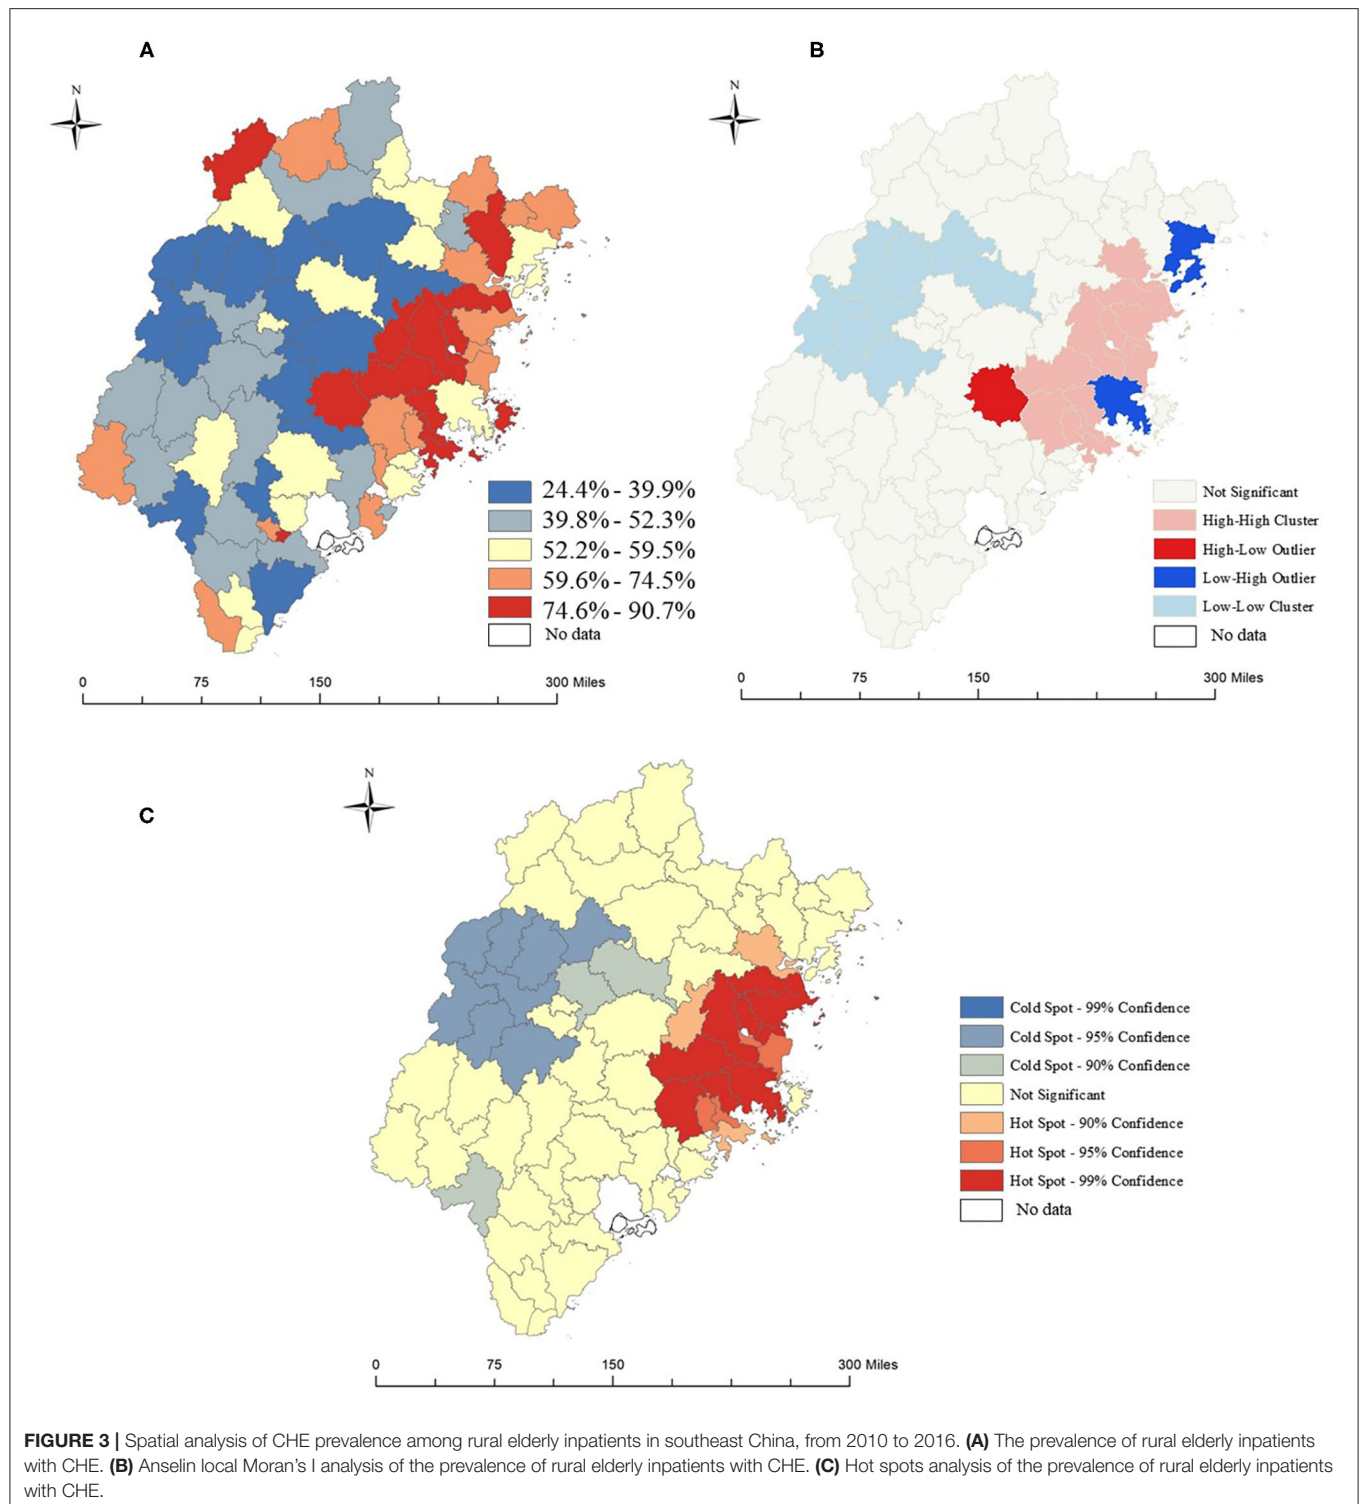 A
B
N
N
24.4% - 39.9%
39.8% - 52.3%
52.2% - 59.5%
59.6% - 74.5%
74.6% - 90.7%
No data
Not Significant
High-High Cluster
High-Low Outlier
Low-High Outlier
Low-Low Cluster
No data
0 75 150 300 Miles
0 75 150 300 Miles
C
N
Cold Spot - 99% Confidence
Cold Spot - 95% Confidence
Cold Spot - 90% Confidence
Not Significant
Hot Spot - 90% Confidence
Hot Spot - 95% Confidence
Hot Spot - 99% Confidence
No data
0 75 150 300 Miles
FIGURE 3 | Spatial analysis of CHE prevalence among rural elderly inpatients in southeast China, from 2010 to 2016. (A) The prevalence of rural elderly inpatients
with CHE. (B) Anselin local Moran's I analysis of the prevalence of rural elderly inpatients with CHE. (C) Hot spots analysis of the prevalence of rural elderly inpatients
with CHE.